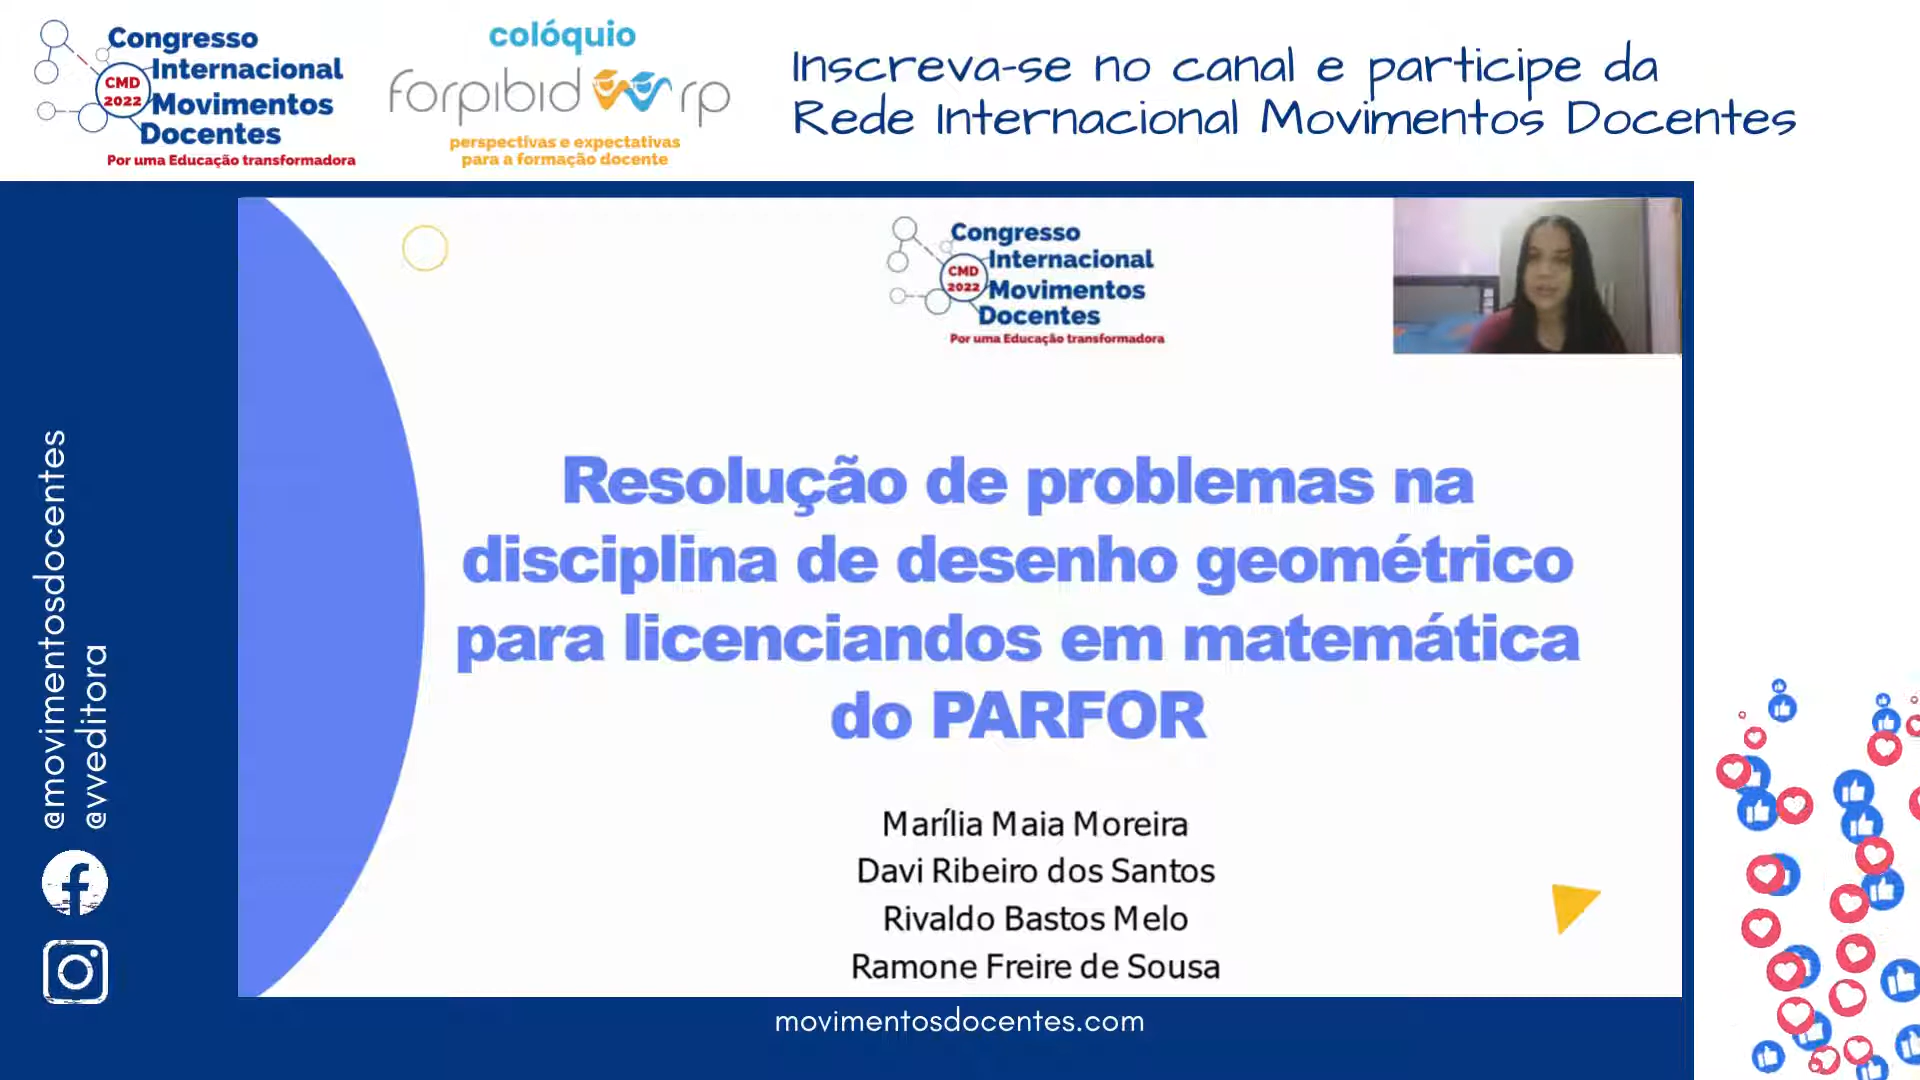 Congresso
Internacional
CMD
2022
Movimentos
Docentes
Por uma Educação transformadora
colóquio
forpibid rp
perspectivas e expectativas
para a formação docente
Inscreva-se no canal e participe da
Rede Internacional Movimentos Docentes
Congresso
Internacional
CMD
2022
Movimentos
Docentes
Por uma Educação transformadora
Resolução de problemas na
disciplina de desenho geométrico
para licenciandos em matemática
do PARFOR
Marília Maia Moreira
Davi Ribeiro dos Santos
Rivaldo Bastos Melo
Ramone Freire de Sousa
@movimentosdocentes
@vveditora
movimentosdocentes.com